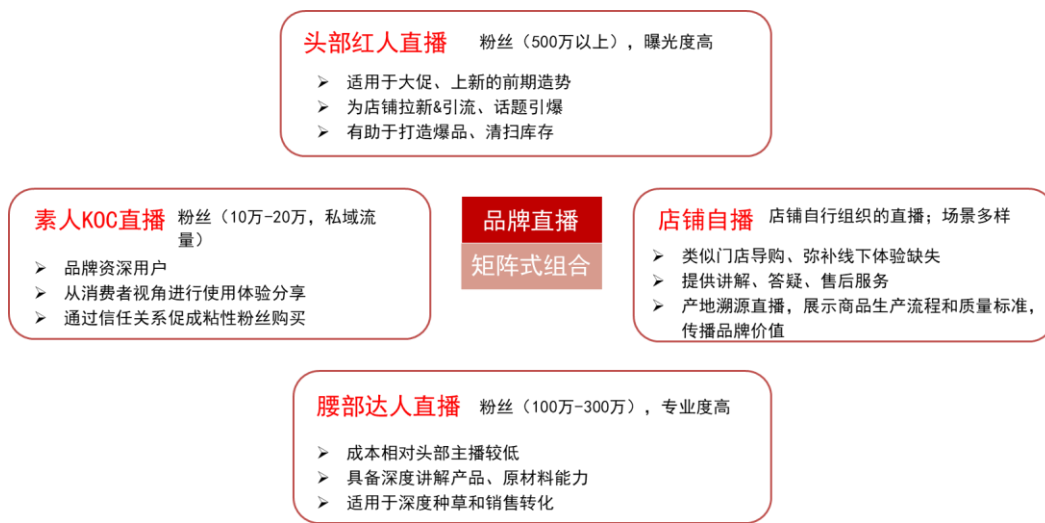 头部红人直播 粉丝（500万以上），曝光度高
➢ 适用于大促、上新的前期造势
➢ 为店铺拉新&引流、话题引爆
➢ 有助于打造爆品、清扫库存
素人KOC直播 粉丝（10万-20万，私域流
量）
➢ 品牌资深用户
➢ 从消费者视角进行使用体验分享
➢ 通过信任关系促成粘性粉丝购买
品牌直播
矩阵式组合
店铺自播 店铺自行组织的直播；场景多样
➢ 类似门店导购、弥补线下体验缺失
➢ 提供讲解、答疑、售后服务
➢ 产地溯源直播，展示商品生产流程和质量标准，
传播品牌价值
腰部达人直播 粉丝（100万-300万），专业度高
➢ 成本相对头部主播较低
➢ 具备深度讲解产品、原材料能力
➢ 适用于深度种草和销售转化